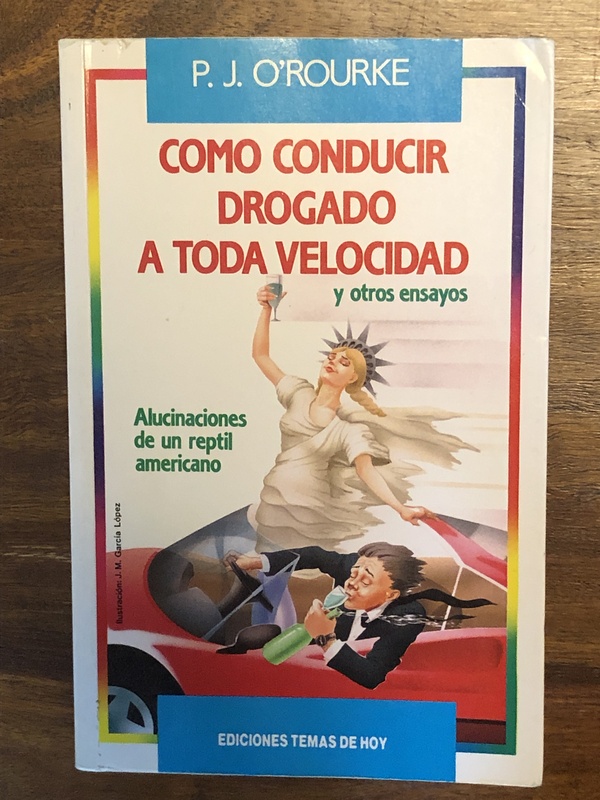 P. J. O'ROURKE
COMO CONDUCIR
DROGADO
A TODA VELOCIDAD
y otros ensayos
Alucinaciones
de un reptil
americano
Ilustración: J. M. García López
EDICIONES TEMAS DE HOY